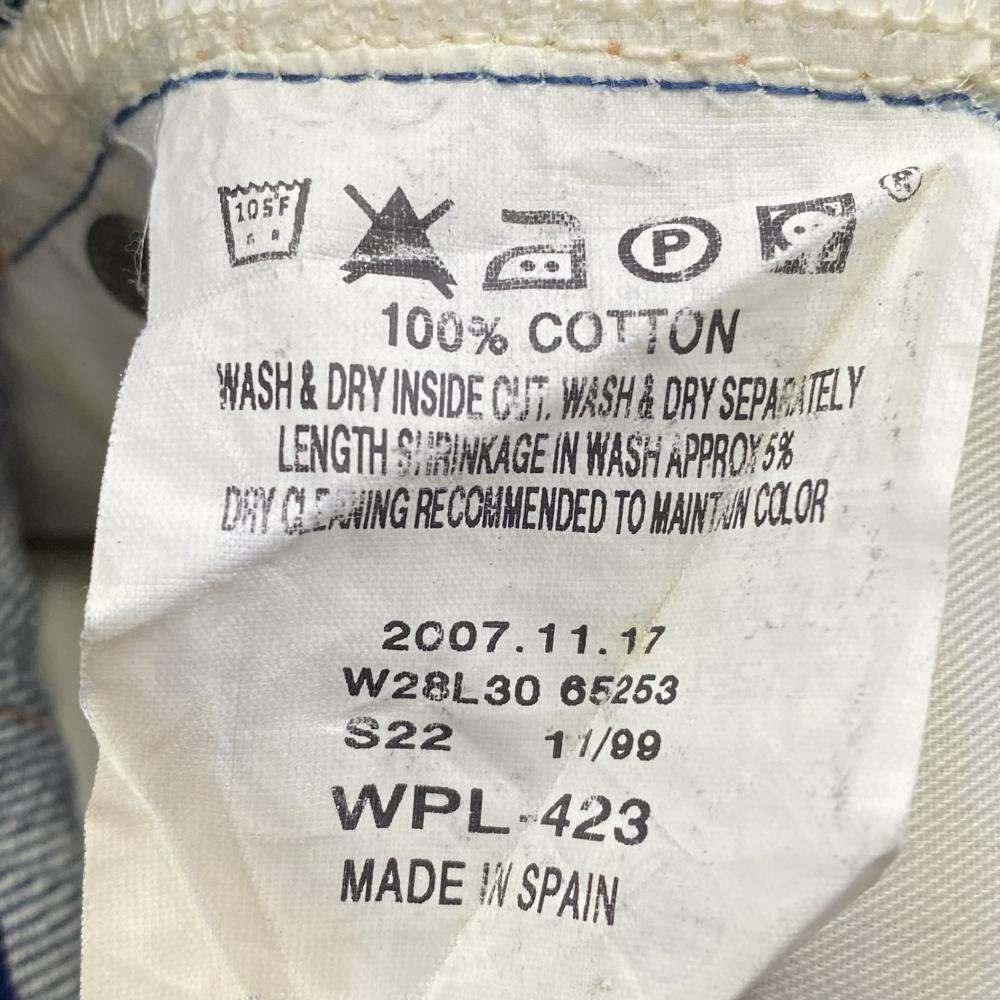 105F
P
100% COTTON
WASH & DRY INSIDE OUT. WASH & DRY SEPARATELY
LENGTH SHRINKAGE IN WASH APPROX 5%
DRY CLEANING RECOMMENDED TO MAINTAIN COLOR
2007.11.17
W28L30 65253
S22 11/99
WPL-423
MADE IN SPAIN